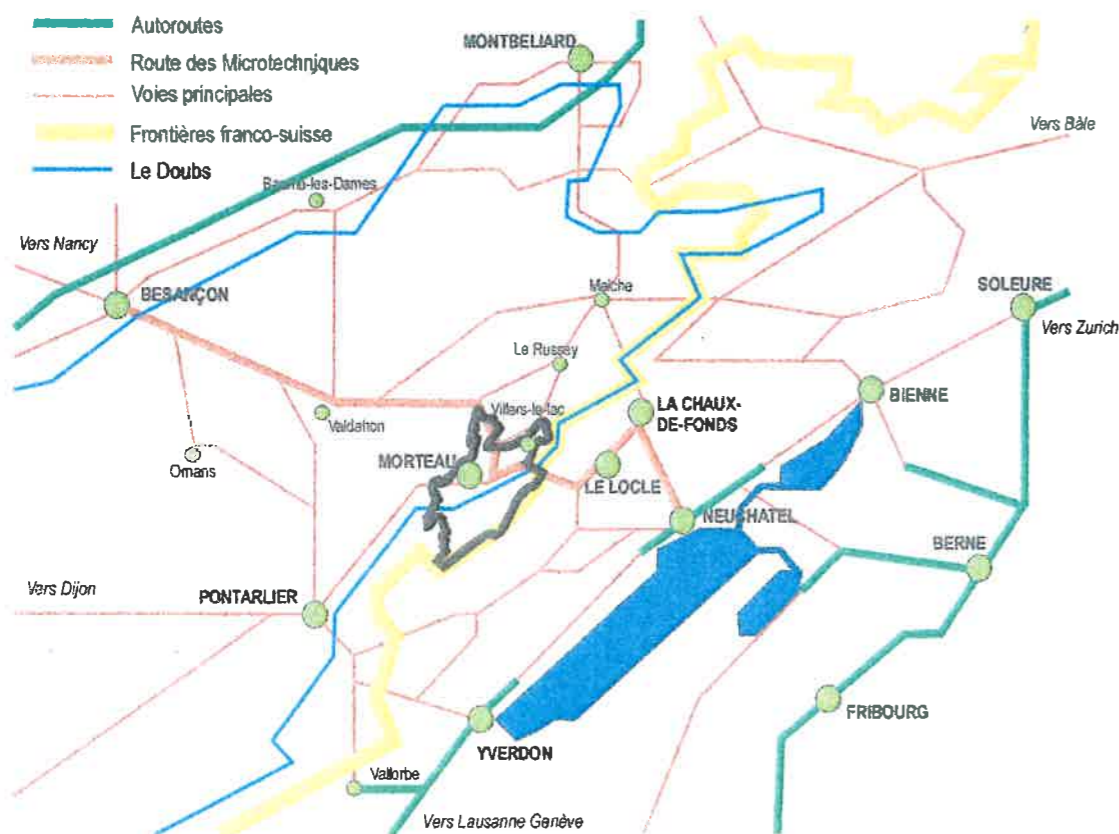 Autoroutes
Route des Microtechniques
Voies principales
Frontières franco-suisse
Le Doubs
MONTBELIARD
Vers Bâle
Baume-les-Dames
Vers Nancy
BESANÇON
Maiche
SOLEURE
Vers Zurich
Le Russey
BIENNE
Valdahon
Villers-le-lac
LA CHAUX-
DE-FONDS
Ornans
MORTEAU
LE LOCLE
NEUCHATEL
BERNE
Vers Dijon
PONTARLIER
FRIBOURG
YVERDON
Vallorbe
Vers Lausanne Genève